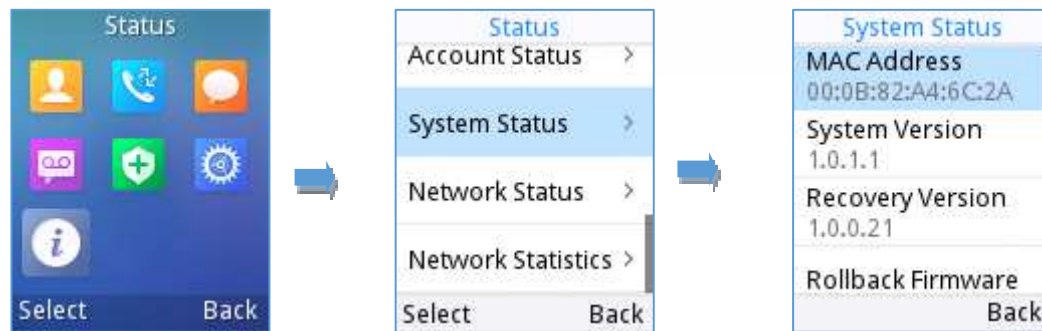 Status
Select Back
Status
Account Status >
System Status >
Network Status >
Network Statistics >
Select Back
System Status
MAC Address
00:0B:82:A4:6C:2A
System Version
1.0.1.1
Recovery Version
1.0.0.21
Rollback Firmware
Back